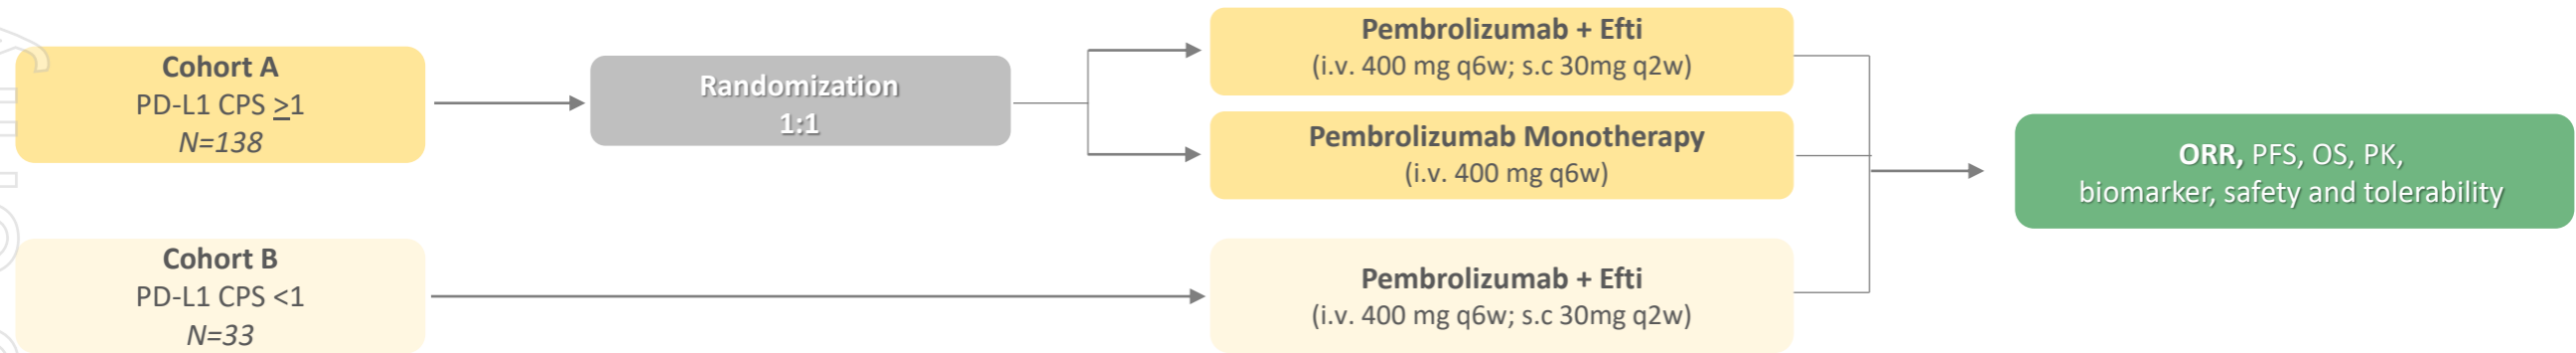 Cohort A
PD-L1 CPS ≥1
N=138
Randomization
1:1
Pembrolizumab + Efti
(i.v. 400 mg q6w; s.c 30mg q2w)
Pembrolizumab Monotherapy
(i.v. 400 mg q6w)
Cohort B
PD-L1 CPS <1
N=33
Pembrolizumab + Efti
(i.v. 400 mg q6w; s.c 30mg q2w)
ORR, PFS, OS, PK,
biomarker, safety and tolerability